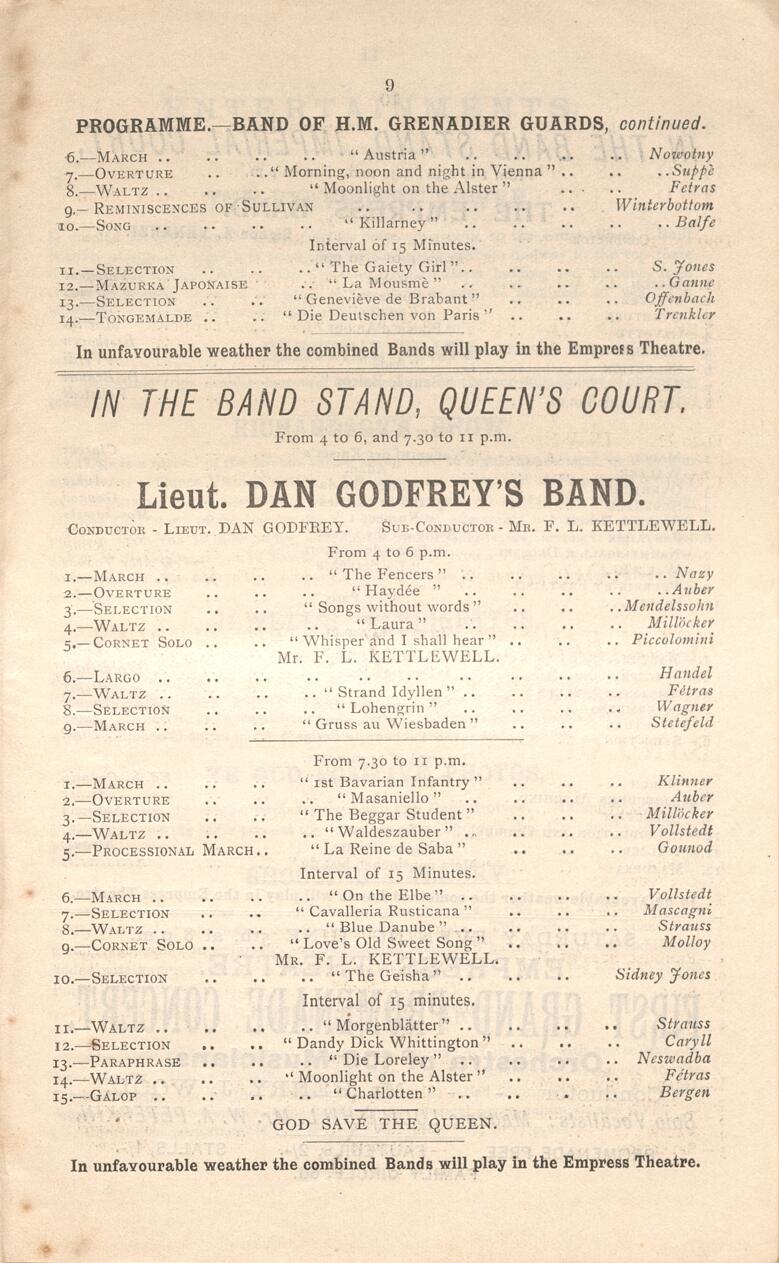 9
PROGRAMME.—BAND OF H.M. GRENADIER GUARDS, continued.
6.—MARCH .. .. .. .. “ Austria ” .. .. .. .. Nowotny
7.—OVERTURE .. ..“ Morning, noon and night in Vienna ” .. .. ..Suppè
8.—WALTZ .. .. .. “ Moonlight on the Alster ” .. .. Fetras
9.—REMINISCENCES OF SULLIVAN .. .. .. .. .. Winterbottom
10.—SONG .. .. .. .. “ Killarney” .. .. .. .. .. Balfe
Interval of 15 Minutes.
11.—SELECTION .. .. ..“ The Gaiety Girl”.. .. .. .. S. Jones
12.—MAZURKA JAPONAISE .. “ La Mousmè ” .. .. .. .. ..Ganne
13.—SELECTION .. .. “ Geneviève de Brabant ” .. .. .. Offenbach
14.—TONGEMALDE .. .. “ Die Deutschen von Paris ” .. .. .. Trenkler
In unfavourable weather the combined Bands will play in the Empress Theatre.
IN THE BAND STAND, QUEEN'S COURT.
From 4 to 6, and 7.30 to 11 p.m.
Lieut. DAN GODFREY'S BAND.
CONDUCTOR - LIEUT. DAN GODFREY. SUB-CONDUCTOR - MR. F. L. KETTLEWELL.
From 4 to 6 p.m.
1.—MARCH .. .. .. .. “ The Fencers ” .. .. .. .. .. Nazy
2.—OVERTURE .. .. .. “ Haydée ” .. .. .. ..Auber
3.—SELECTION .. .. “ Songs without words ” .. .. ..Mendelssohn
4.—WALTZ .. .. .. .. “ Laura ” .. .. .. .. Millöcker
5.—CORNET SOLO .. .. “ Whisper and I shall hear ” .. .. .. Piccolomini
MR. F. L. KETTLEWELL.
6.—LARGO .. .. .. .. .. .. .. .. .. .. Handel
7.—WALTZ .. .. .. .. “ Strand Idyllen ” .. .. .. .. Fétras
8.—SELECTION .. .. .. “ Lohengrin ” .. .. .. .. Wagner
9.—MARCH .. .. .. “ Gruss au Wiesbaden ” .. .. .. Stetefeld
From 7.30 to 11 p.m.
1.—MARCH .. .. .. “ 1st Bavarian Infantry ” .. .. .. Klinner
2.—OVERTURE .. .. .. “ Masaniello ” .. .. .. .. Auber
3.—SELECTION .. .. “ The Beggar Student ” .. .. .. Millöcker
4.—WALTZ .. .. .. .. “ Waldeszauber ” .. .. .. .. Vollstedt
5.—PROCESSIONAL MARCH.. “ La Reine de Saba ” .. .. .. Gounod
Interval of 15 Minutes.
6.—MARCH .. .. .. .. “ On the Elbe ” .. .. .. .. Vollstedt
7.—SELECTION .. .. “ Cavalleria Rusticana ” .. .. .. Mascagni
8.—WALTZ .. .. .. .. “ Blue Danube ” .. .. .. .. Strauss
9.—CORNET SOLO .. .. “ Love's Old Sweet Song ” .. .. .. Molloy
MR. F. L. KETTLEWELL.
10.—SELECTION .. .. .. “ The Geisha ” .. .. .. Sidney Jones
Interval of 15 minutes.
11.—WALTZ .. .. .. .. “ Morgenblätter ” .. .. .. .. Strauss
12.—SELECTION .. .. “ Dandy Dick Whittington ” .. .. .. Caryll
13.—PARAPHRASE .. .. .. “ Die Loreley ” .. .. .. .. Neswadba
14.—WALTZ .. .. .. “ Moonlight on the Alster ” .. .. .. Fétras
15.—GALOP .. .. .. .. “ Charlotten ” .. .. .. .. Bergen
GOD SAVE THE QUEEN.
In unfavourable weather the combined Bands will play in the Empress Theatre.